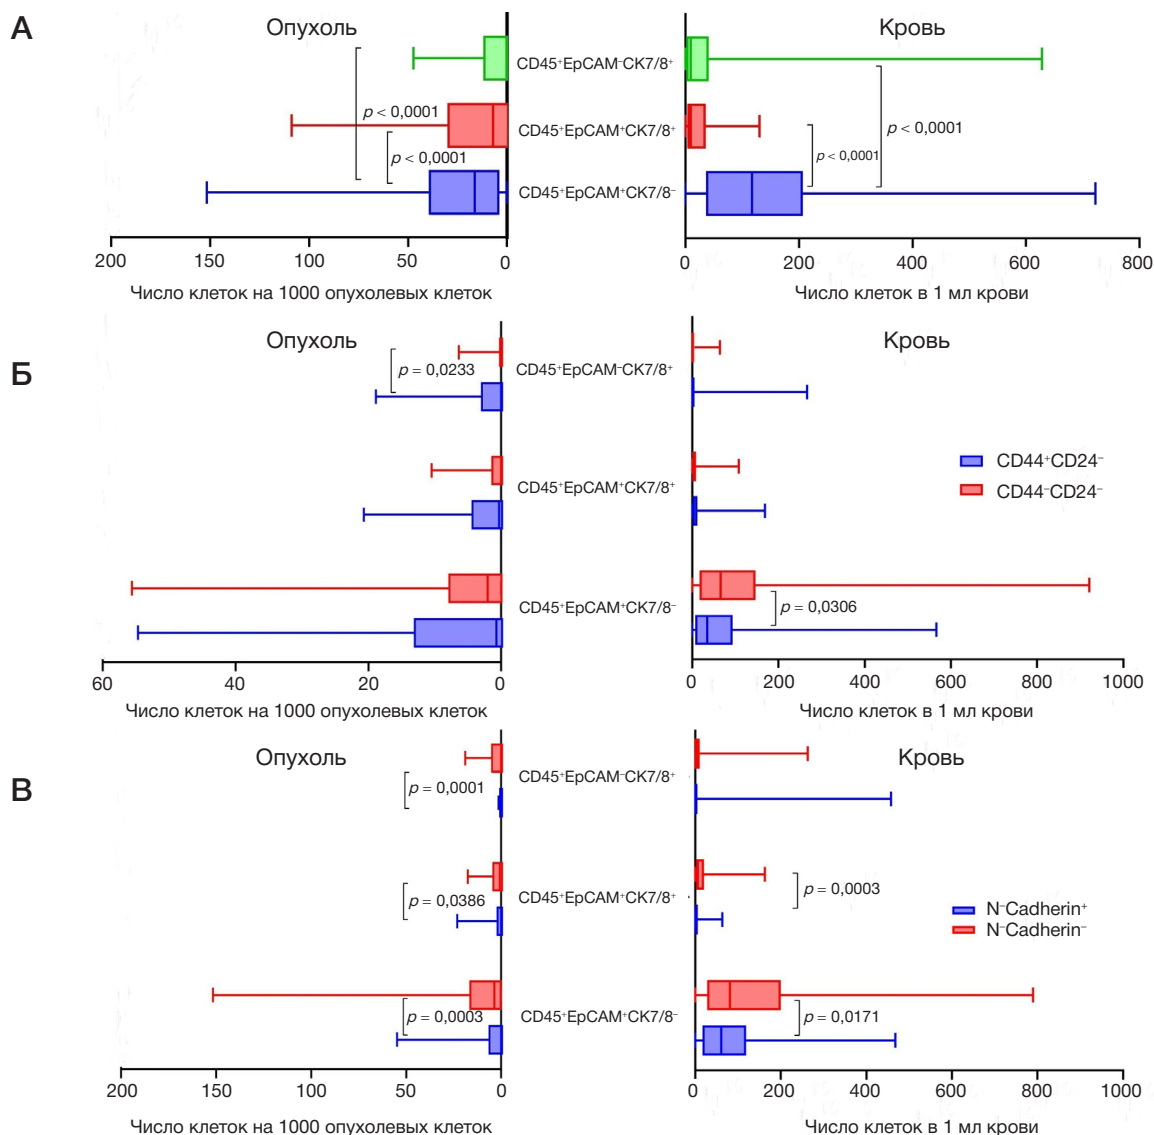 А
Опухоль
Кровь
CD45⁺EpCAM⁻CK7/8⁺
p < 0,0001
CD45⁺EpCAM⁺CK7/8⁺
p < 0,0001
p < 0,0001
p < 0,0001
CD45⁺EpCAM⁺CK7/8⁻
200 150 100 50 0
0 200 400 600 800
Число клеток на 1000 опухолевых клеток
Число клеток в 1 мл крови
Б
Опухоль
Кровь
CD45⁺EpCAM⁻CK7/8⁺
p = 0,0233
CD44⁺CD24⁻
CD45⁺EpCAM⁺CK7/8⁺
CD44⁻CD24⁻
CD45⁺EpCAM⁺CK7/8⁻
p = 0,0306
60 40 20 0
0 200 400 600 800 1000
Число клеток на 1000 опухолевых клеток
Число клеток в 1 мл крови
В
Опухоль
Кровь
CD45⁺EpCAM⁻CK7/8⁺
p = 0,0001
CD45⁺EpCAM⁺CK7/8⁺
p = 0,0003
p = 0,0386
N⁻Cadherin⁺
N⁻Cadherin⁻
p = 0,0003
CD45⁺EpCAM⁺CK7/8⁻
p = 0,0171
200 150 100 50 0
0 200 400 600 800 1000
Число клеток на 1000 опухолевых клеток
Число клеток в 1 мл крови